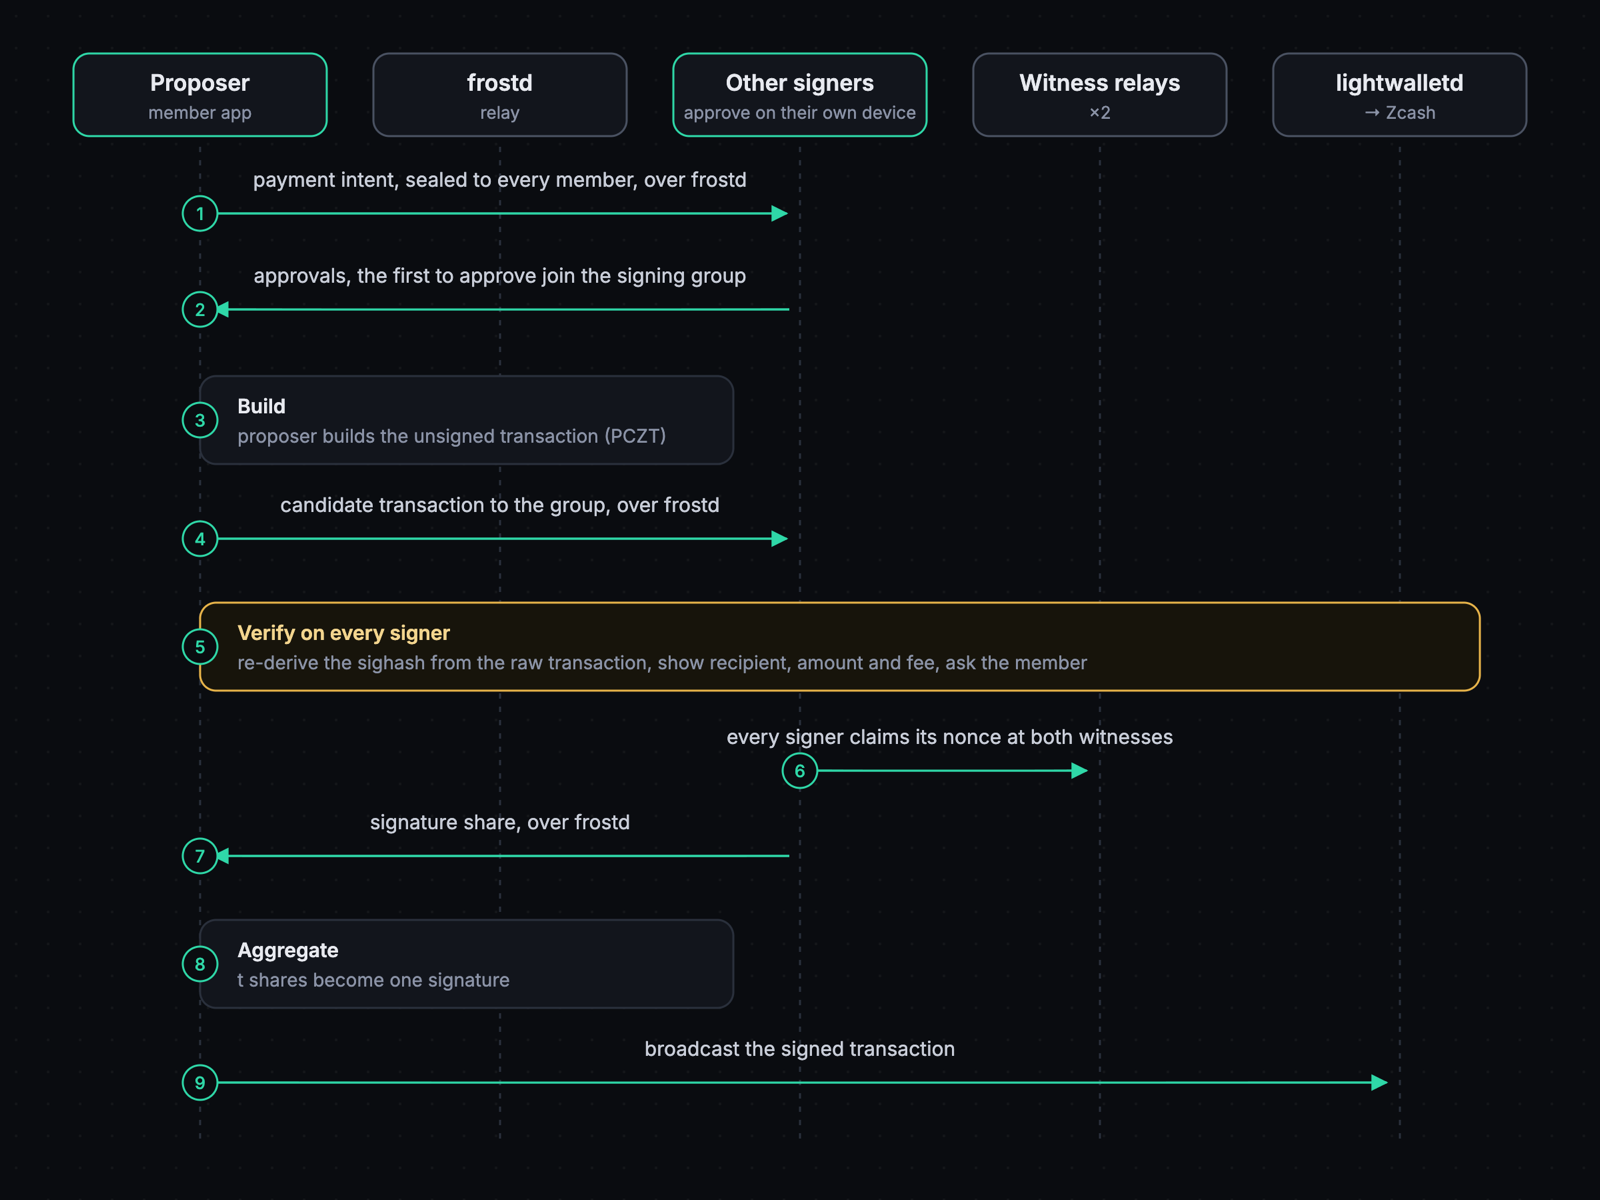 Proposer
member app
frostd
relay
Other signers
approve on their own device
Witness relays
×2
lightwalletd
→ Zcash
payment intent, sealed to every member, over frostd
1
approvals, the first to approve join the signing group
2
Build
3
proposer builds the unsigned transaction (PCZT)
candidate transaction to the group, over frostd
4
Verify on every signer
5
re-derive the sighash from the raw transaction, show recipient, amount and fee, ask the member
every signer claims its nonce at both witnesses
6
signature share, over frostd
7
Aggregate
8
t shares become one signature
broadcast the signed transaction
9